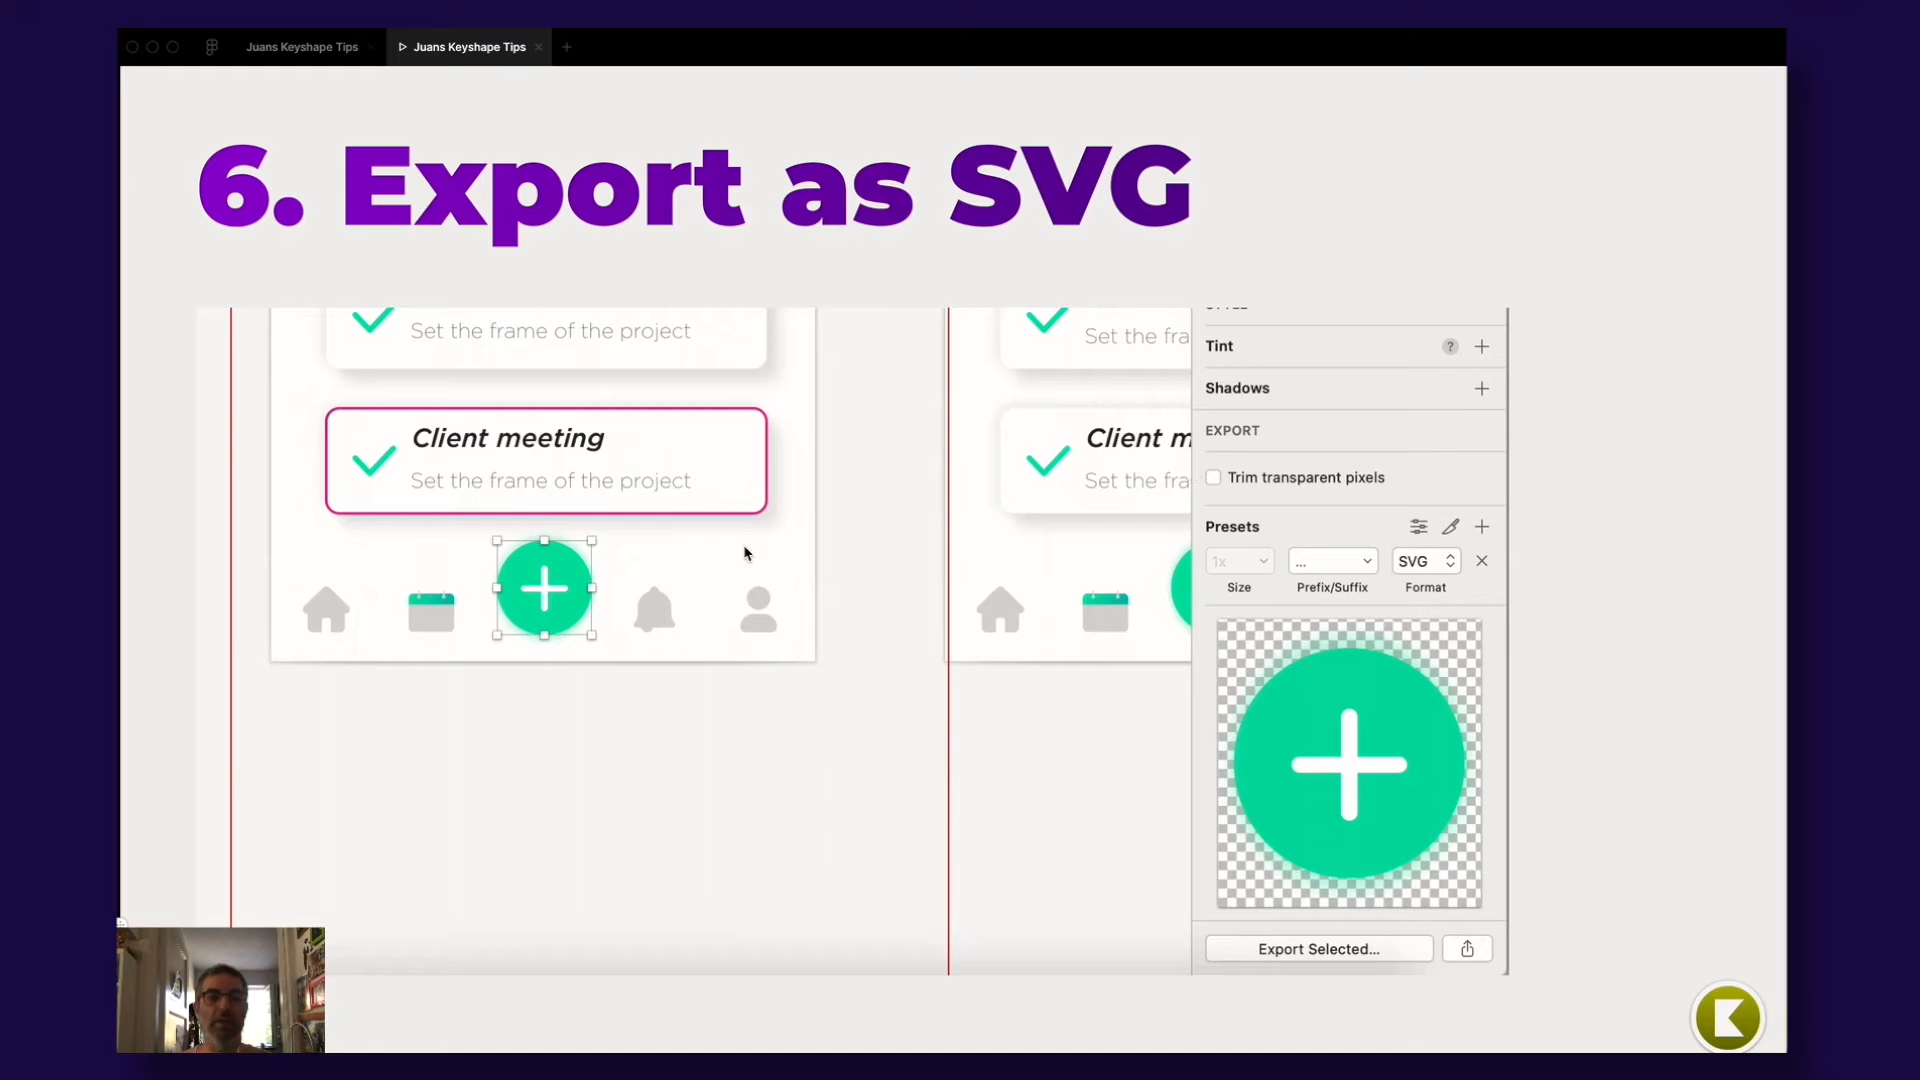 Juans Keyshape Tips
Juans Keyshape Tips
6. Export as SVG
Set the frame of the project
Client meeting
Set the frame of the project
Set the fra
Client m
Set the fra
Tint
?
Shadows
EXPORT
Trim transparent pixels
Presets
1x
...
SVG
Size
Prefix/Suffix
Format
Export Selected...
K